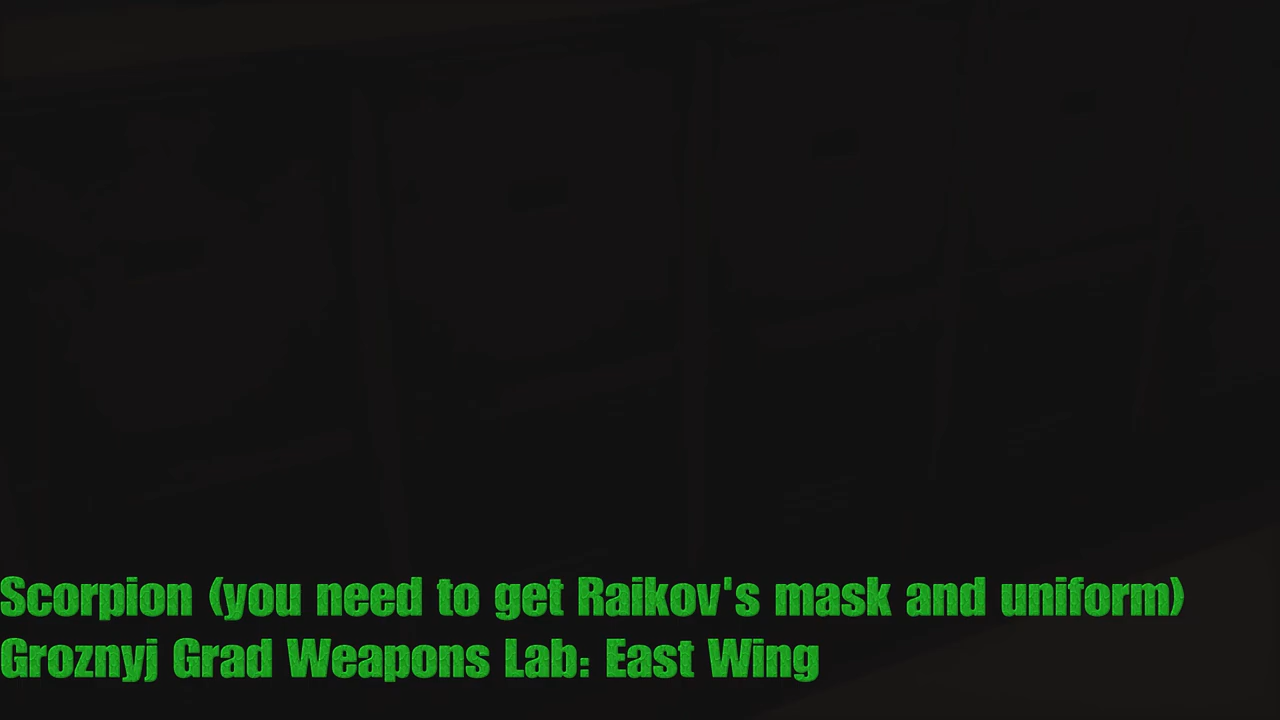 Scorpion (you need to get Raikov's mask and uniform)
Groznyj Grad Weapons Lab: East Wing